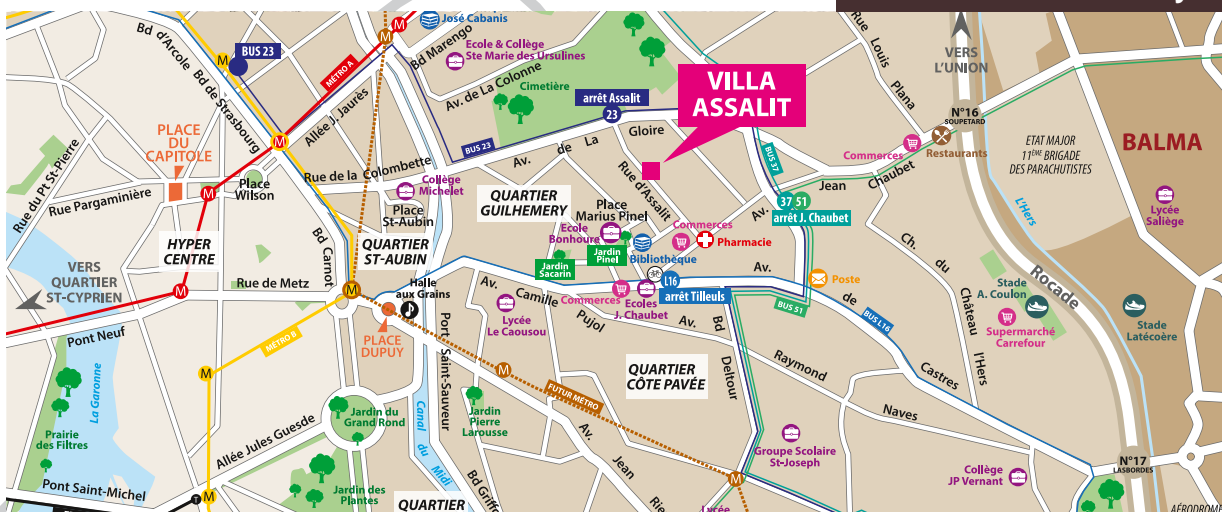 José Cabanis
Bd d'Arcole
BUS 23
MÉTRO A
M
Bd Marengo
Ecole & Collège
Ste Marie des Ursulines
Av. de La Colonne
Cimetière
arrêt Assalit
23
VILLA
ASSALIT
Rue Louis Plana
VERS
L'UNION
N°16
SOUPETARD
Commerces
Restaurants
ETAT MAJOR
11ÈME BRIGADE
DES PARACHUTISTES
BALMA
Bd de Strasbourg
Allée J. Jaurès
M
PLACE
DU
CAPITOLE
Rue du Pt St-Pierre
Rue Pargaminière
M
Place
Wilson
Rue de la Colombette
BUS 23
Av. de La Gloire
Rue d'Assalit
BUS 37
Jean Chaubet
Av.
37 51
arrêt J. Chaubet
L'Hers
Lycée
Saliège
Collège
Michelet
Place
St-Aubin
QUARTIER
GUILHEMERY
Place
Marius Pinel
Ecole
Bonhoure
Commerces
Pharmacie
Bibliothèque
Jardin
Pinel
Jardin
Sacarin
HYPER
CENTRE
Bd Carnot
QUARTIER
ST-AUBIN
VERS
QUARTIER
ST-CYPRIEN
M
Rue de Metz
M
Halle
aux Grains
PLACE
DUPUY
Av. Camille Pujol
Commerces
Ecoles
J. Chaubet
L16
arrêt Tilleuls
Av. de Castres
Poste
BUS 51
BUS L16
Ch. du Château l'Hers
Stade
A. Coulon
Supermarché
Carrefour
Rocade
Stade
Latécoère
Pont Neuf
MÉTRO B
M
Lycée
Le Caousou
Port Saint-Sauveur
M
FUTUR MÉTRO
QUARTIER
CÔTE PAVÉE
Bd Deltour
Av. Raymond Naves
La Garonne
Prairie
des Filtres
Jardin du
Grand Rond
Canal du Midi
Jardin
Pierre
Larousse
Allée Jules Guesde
Av. Jean Rie
Groupe Scolaire
St-Joseph
Collège
JP Vernant
N°17
LASBORDES
Pont Saint-Michel
T
M
Jardin des
Plantes
QUARTIER
Bd Griffo
M
Lycée
AÉRODROME